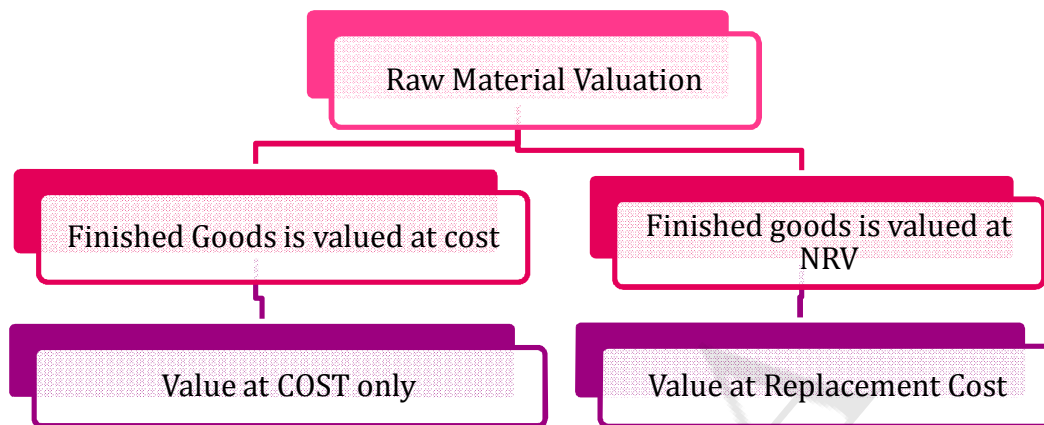 Raw Material Valuation
Finished Goods is valued at cost
Finished goods is valued at
NRV
Value at COST only
Value at Replacement Cost